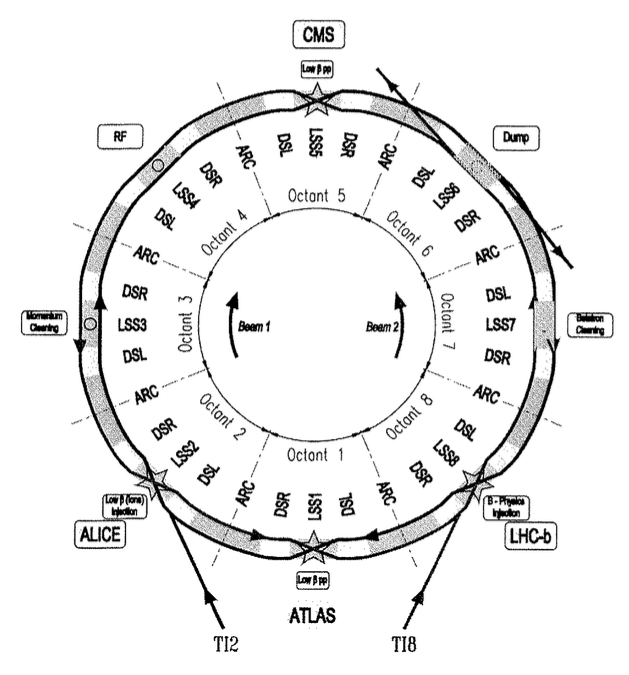 CMS
Low β pp
RF
Dump
DSL
LSS5
DSR
ARC
ARC
DSR
LSS4
DSL
DSL
LSS6
DSR
Octant 5
Octant 4
Octant 6
ARC
ARC
DSR
LSS3
DSL
Momentum
Cleaning
Octant 3
Beam 1
Beam 2
Octant 7
DSL
LSS7
DSR
Betatron
Cleaning
ARC
ARC
Octant 2
Octant 8
Octant 1
DSR
LSS2
DSL
DSL
LSS8
DSR
ARC
ARC
DSR
LSS1
DSL
Low β (Ions)
Injection
ALICE
B - Physics
Injection
LHC-b
Low β pp
ATLAS
TI2
TI8